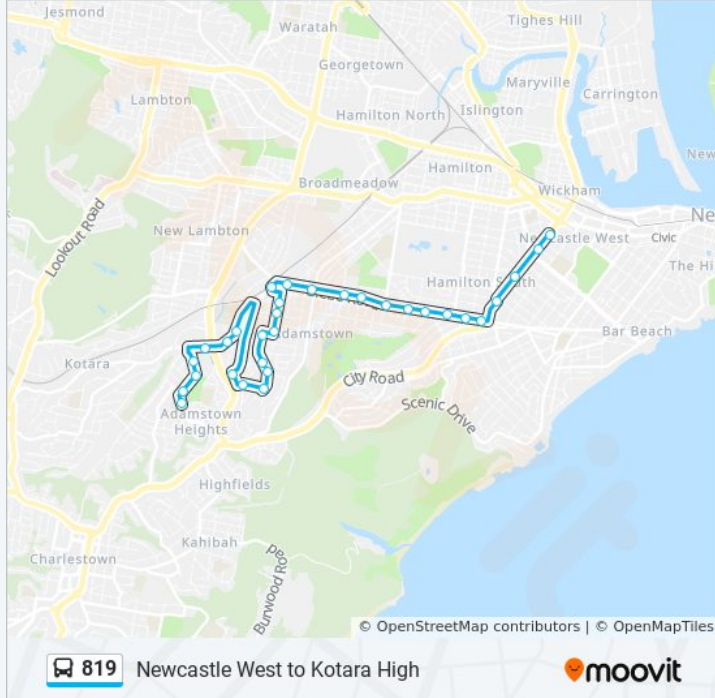 Jesmond
Waratah
Tighes Hill
Georgetown
Maryville
Carrington
Lambton
Islington
Hamilton North
Hamilton
Broadmeadow
Wickham
Lookout Road
New Lambton
Newcastle West
Civic
The Hi
Hamilton South
Adamstown
Bar Beach
Kotara
City Road
Scenic Drive
Adamstown
Heights
Highfields
Kahibah
Charlestown
Burwood Road
© OpenStreetMap contributors | © OpenMapTiles
819 Newcastle West to Kotara High
moovit